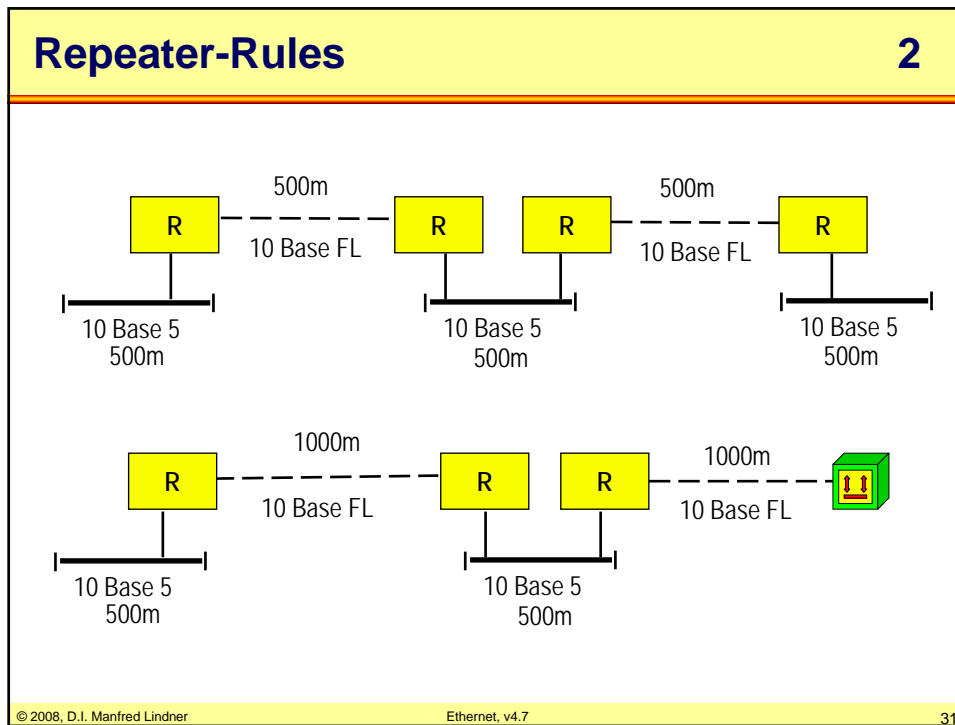 Repeater-Rules 2
500m 500m
R R R R
10 Base FL 10 Base FL
10 Base 5 10 Base 5 10 Base 5
500m 500m 500m
1000m 1000m
R R R
10 Base FL 10 Base FL
10 Base 5 10 Base 5
500m 500m
© 2008, D.I. Manfred Lindner Ethernet, v4.7 31